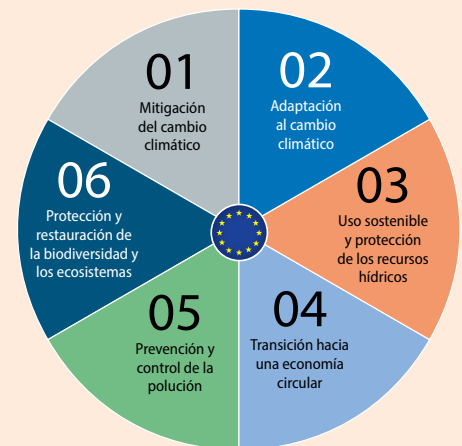 01
Mitigación
del cambio
climático
02
Adaptación
al cambio
climático
03
Uso sostenible
y protección
de los recursos
hídricos
04
Transición hacia
una economía
circular
05
Prevención y
control de la
polución
06
Protección y
restauración de
la biodiversidad y
los ecosistemas